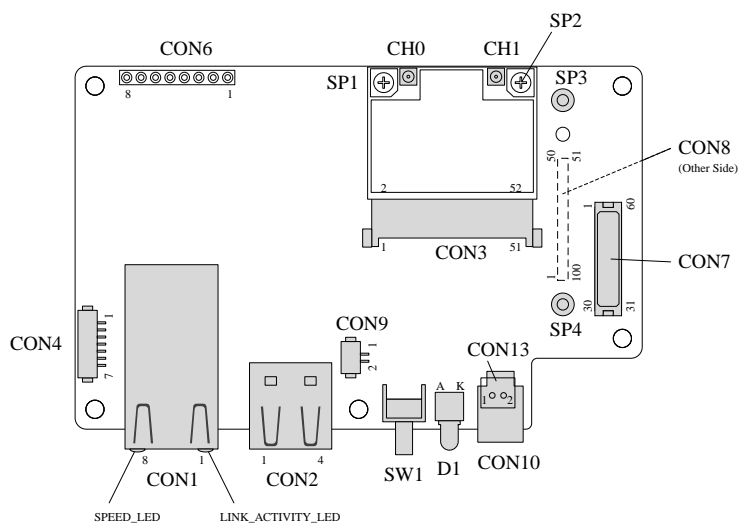 SP2
CON6
CH0
CH1
SP1
SP3
8
1
50
51
CON8
(Other Side)
2
52
1
60
1
51
CON3
CON7
1
100
30
31
SP4
1
CON4
7
CON9
1
2
CON13
1
2
A
K
8
1
1
4
CON1
CON2
SW1
D1
CON10
SPEED_LED
LINK_ACTIVITY_LED